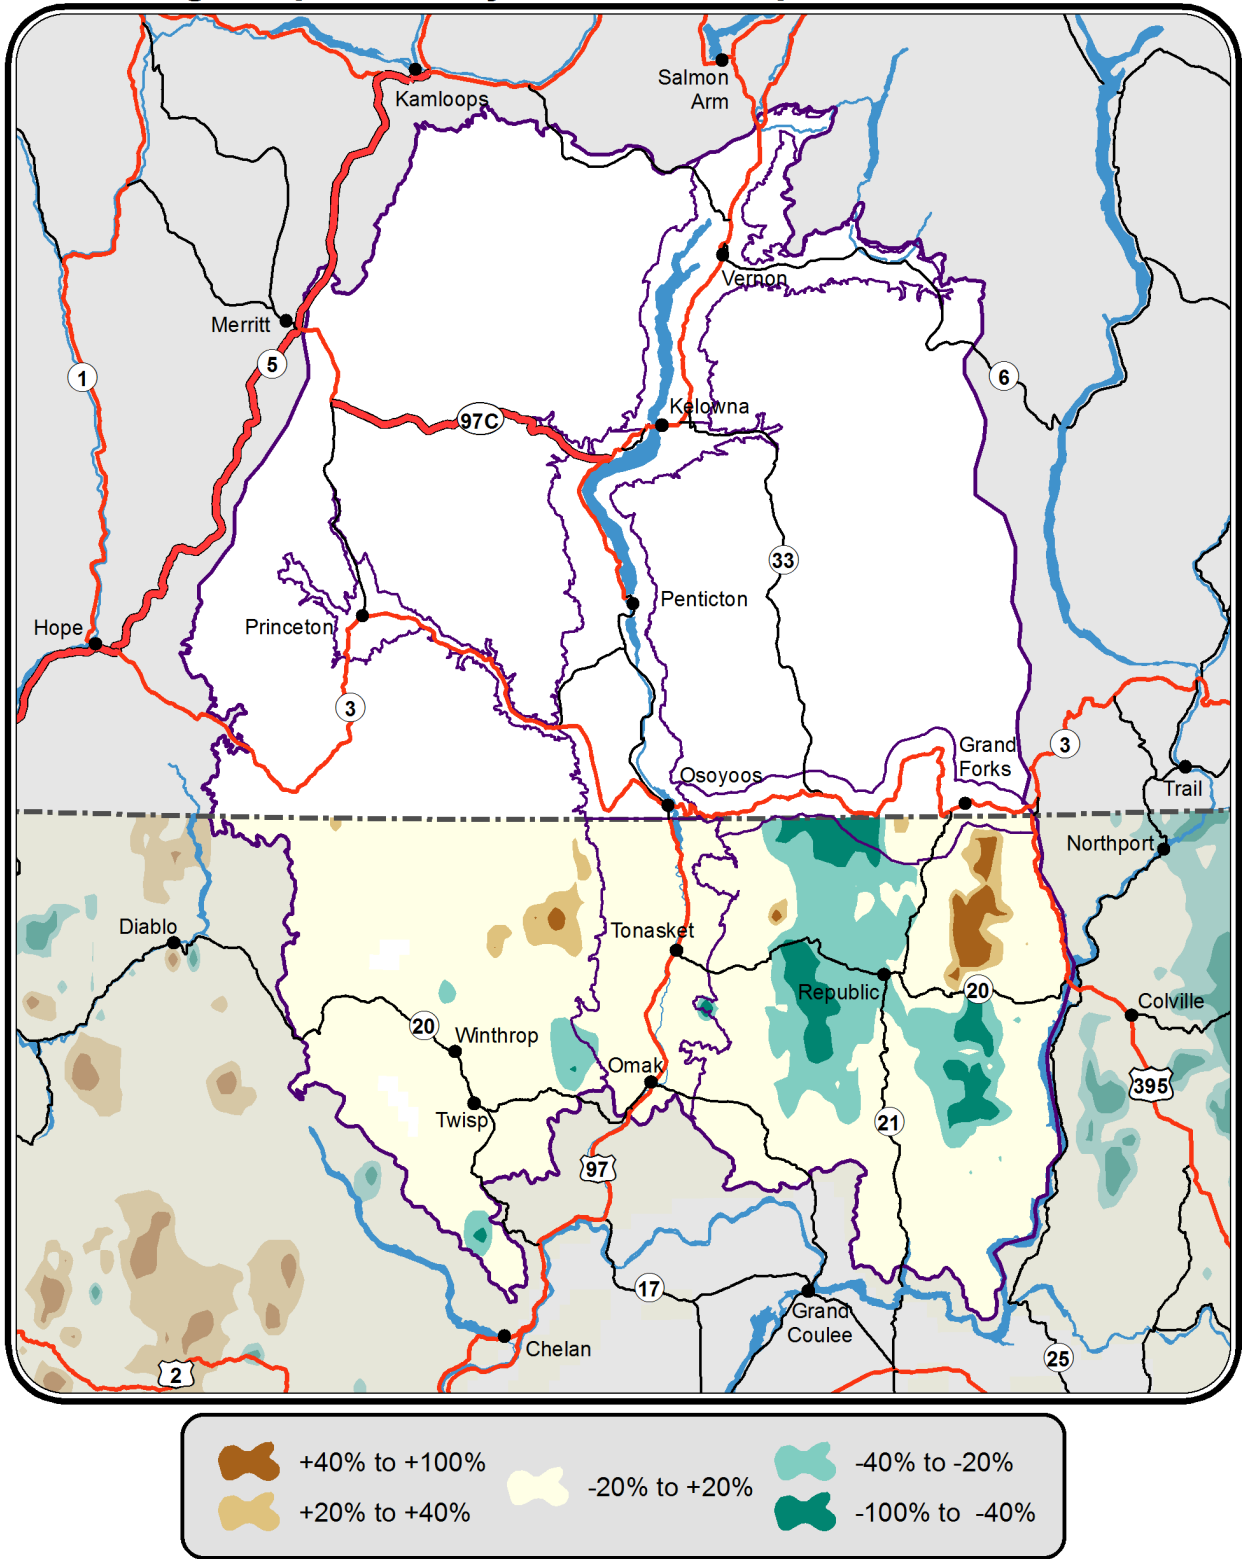 Salmon
Arm
Kamloops
Vernon
Merritt
1
5
6
97C
Kelowna
33
Penticton
Hope
Princeton
3
Grand
Forks
3
Osoyoos
Trail
Northport
Diablo
Tonasket
Republic
20
Colville
20
Winthrop
Omak
395
Twisp
21
97
17
Grand
Coulee
Chelan
25
2
+40% to +100%
-40% to -20%
-20% to +20%
+20% to +40%
-100% to -40%